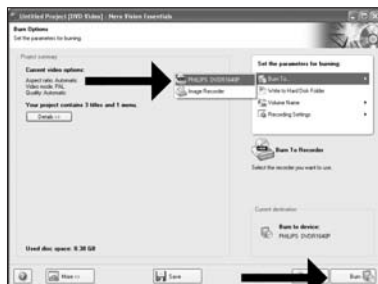 Untitled Project [DVD Video] - Nero Vision Essentials
Burn Options
Set the parameters for burning.
Project summary
Current video options:
Aspect ratio: Automatic
Video mode: PAL
Quality: Automatic
Your project contains 3 titles and 1 menu.
Details <<
PHILIPS DVDR1640P
Image Recorder
Set the parameters for burning:
Burn To...
Write to Hard Disk Folder
Volume Name
Recording Settings
Burn To Recorder
Select the recorder you want to use.
Current destination
Burn to device:
PHILIPS DVDR1640P
Used disc space: 0.30 GB
More <<
Save
Burn